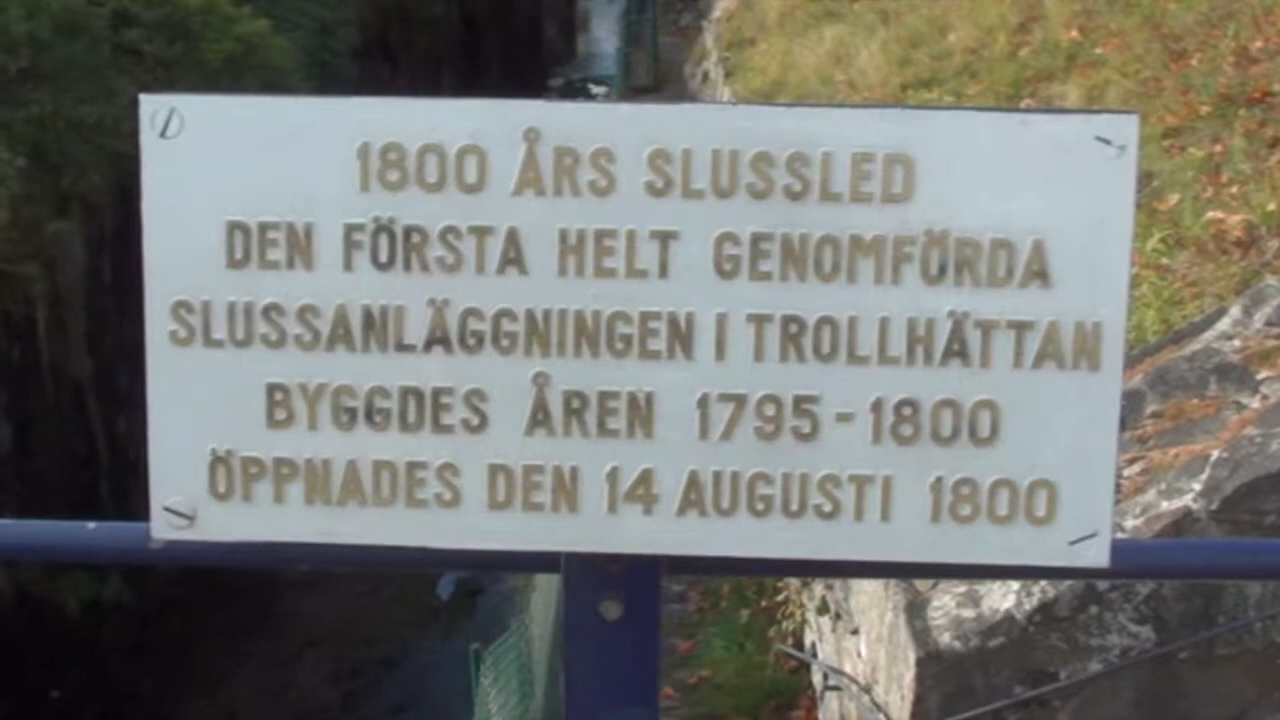 1800 ÅRS SLUSSLED
DEN FÖRSTA HELT GENOMFÖRDA
SLUSSANLÄGGNINGEN I TROLLHÄTTAN
BYGGDES ÅREN 1795-1800
ÖPPNADES DEN 14 AUGUSTI 1800